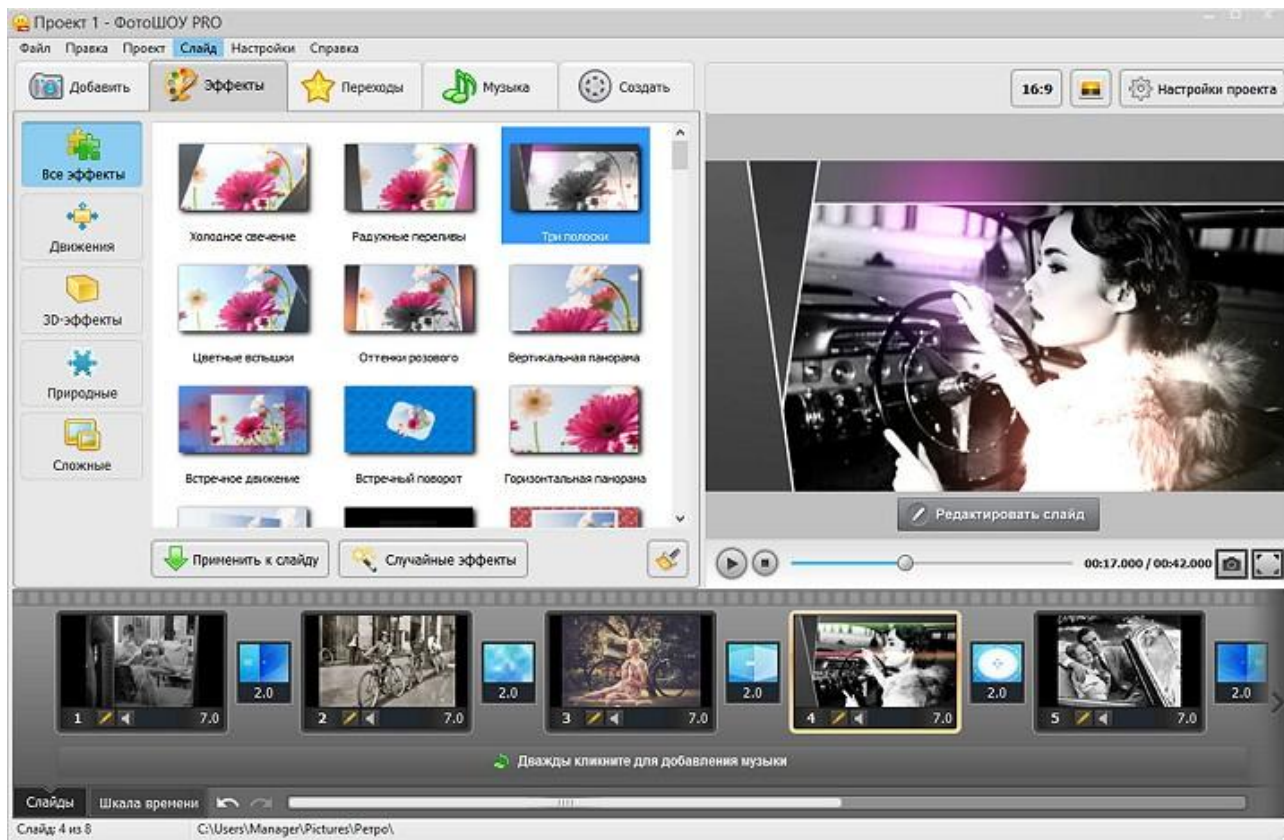 Проект 1 - ФотоШОУ PRO
Файл Правка Проект Слайд Настройки Справка
Добавить Эффекты Переходы Музыка Создать
16:9 Настройки проекта
Все эффекты
Движения
3D-эффекты
Природные
Сложные
Холодное свечение Радужные переливы Три полоски
Цветные вспышки Оттенки розового Вертикальная панорама
Встречное движение Встречный поворот Горизонтальная панорама
Применить к слайду Случайные эффекты
Редактировать слайд
00:17.000 / 00:42.000
2.0 2.0 2.0 2.0 2.0
1 7.0 2 7.0 3 7.0 4 7.0 5 7.0
Дважды кликните для добавления музыки
Слайды Шкала времени
Слайд: 4 из 8 C:\Users\Manager\Pictures\Ретро\